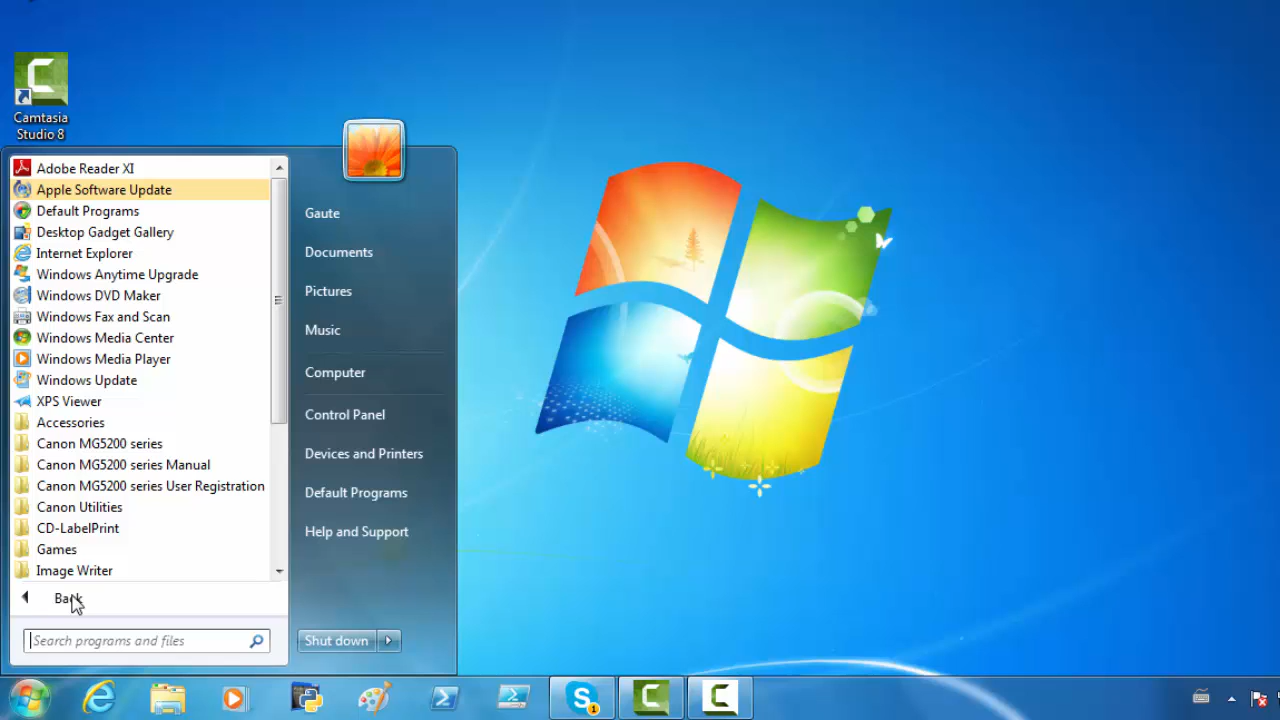 Camtasia
Studio 8
Adobe Reader XI
Apple Software Update
Default Programs
Desktop Gadget Gallery
Internet Explorer
Windows Anytime Upgrade
Windows DVD Maker
Windows Fax and Scan
Windows Media Center
Windows Media Player
Windows Update
XPS Viewer
Accessories
Canon MG5200 series
Canon MG5200 series Manual
Canon MG5200 series User Registration
Canon Utilities
CD-LabelPrint
Games
Image Writer
Back
Search programs and files
Gaute
Documents
Pictures
Music
Computer
Control Panel
Devices and Printers
Default Programs
Help and Support
Shut down
1